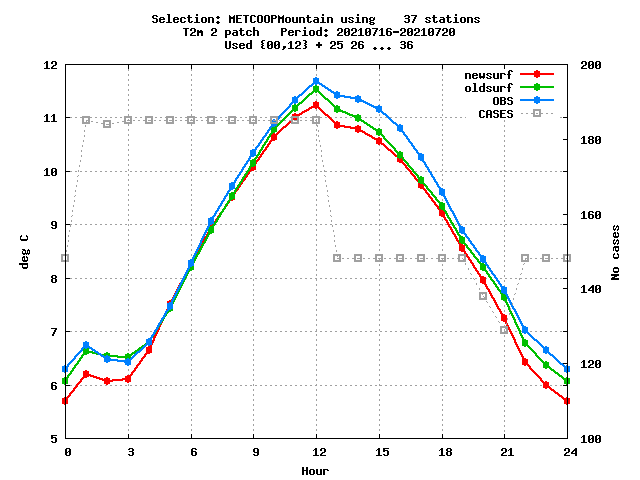 Selection: METCOOPMountain using    37 stations
T2m 2 patch   Period: 20210716-20210720
Used {00,12} + 25 26 ... 36
newsurf
oldsurf
OBS
CASES
12
11
10
9
8
7
6
5
200
180
160
140
120
100
deg C
No cases
0 3 6 9 12 15 18 21 24
Hour